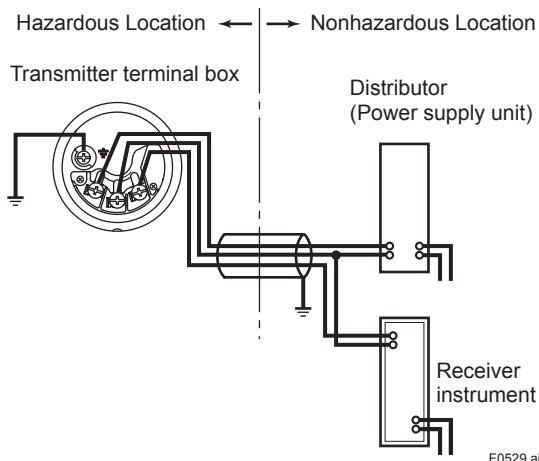 Hazardous Location
Nonhazardous Location
Transmitter terminal box
Distributor
(Power supply unit)
Receiver
instrument